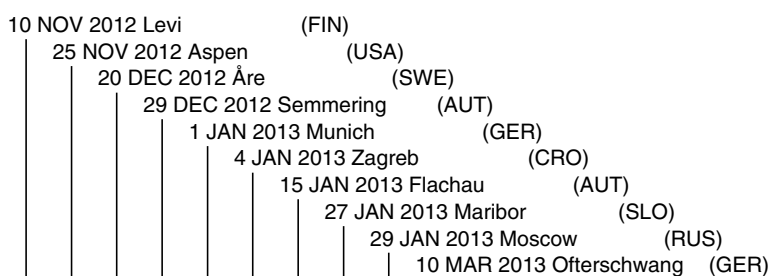 10 NOV 2012 Levi (FIN)
25 NOV 2012 Aspen (USA)
20 DEC 2012 Åre (SWE)
29 DEC 2012 Semmering (AUT)
1 JAN 2013 Munich (GER)
4 JAN 2013 Zagreb (CRO)
15 JAN 2013 Flachau (AUT)
27 JAN 2013 Maribor (SLO)
29 JAN 2013 Moscow (RUS)
10 MAR 2013 Ofterschwang (GER)